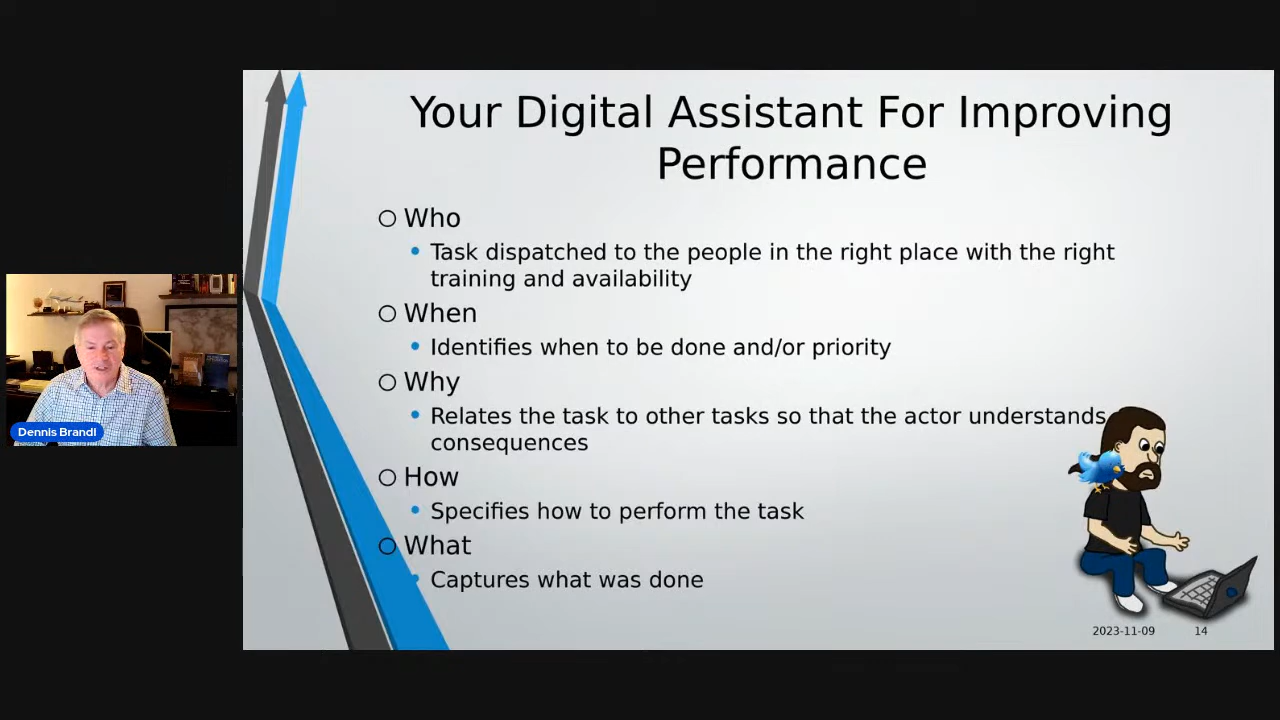 Your Digital Assistant For Improving
Performance
Who
Task dispatched to the people in the right place with the right
training and availability
When
Identifies when to be done and/or priority
Why
Relates the task to other tasks so that the actor understands
consequences
How
Specifies how to perform the task
What
Captures what was done
2023-11-09
14
Dennis Brandl